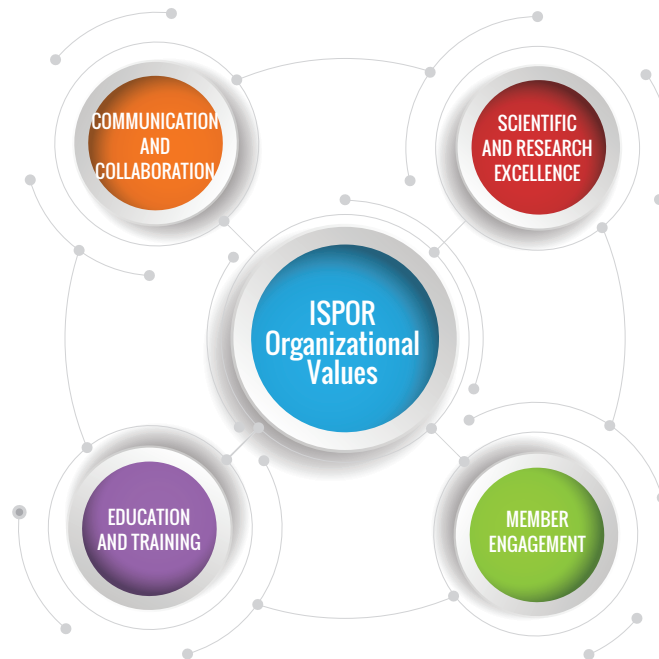 COMMUNICATION
AND
COLLABORATION
SCIENTIFIC
AND RESEARCH
EXCELLENCE
ISPOR
Organizational
Values
EDUCATION
AND TRAINING
MEMBER
ENGAGEMENT